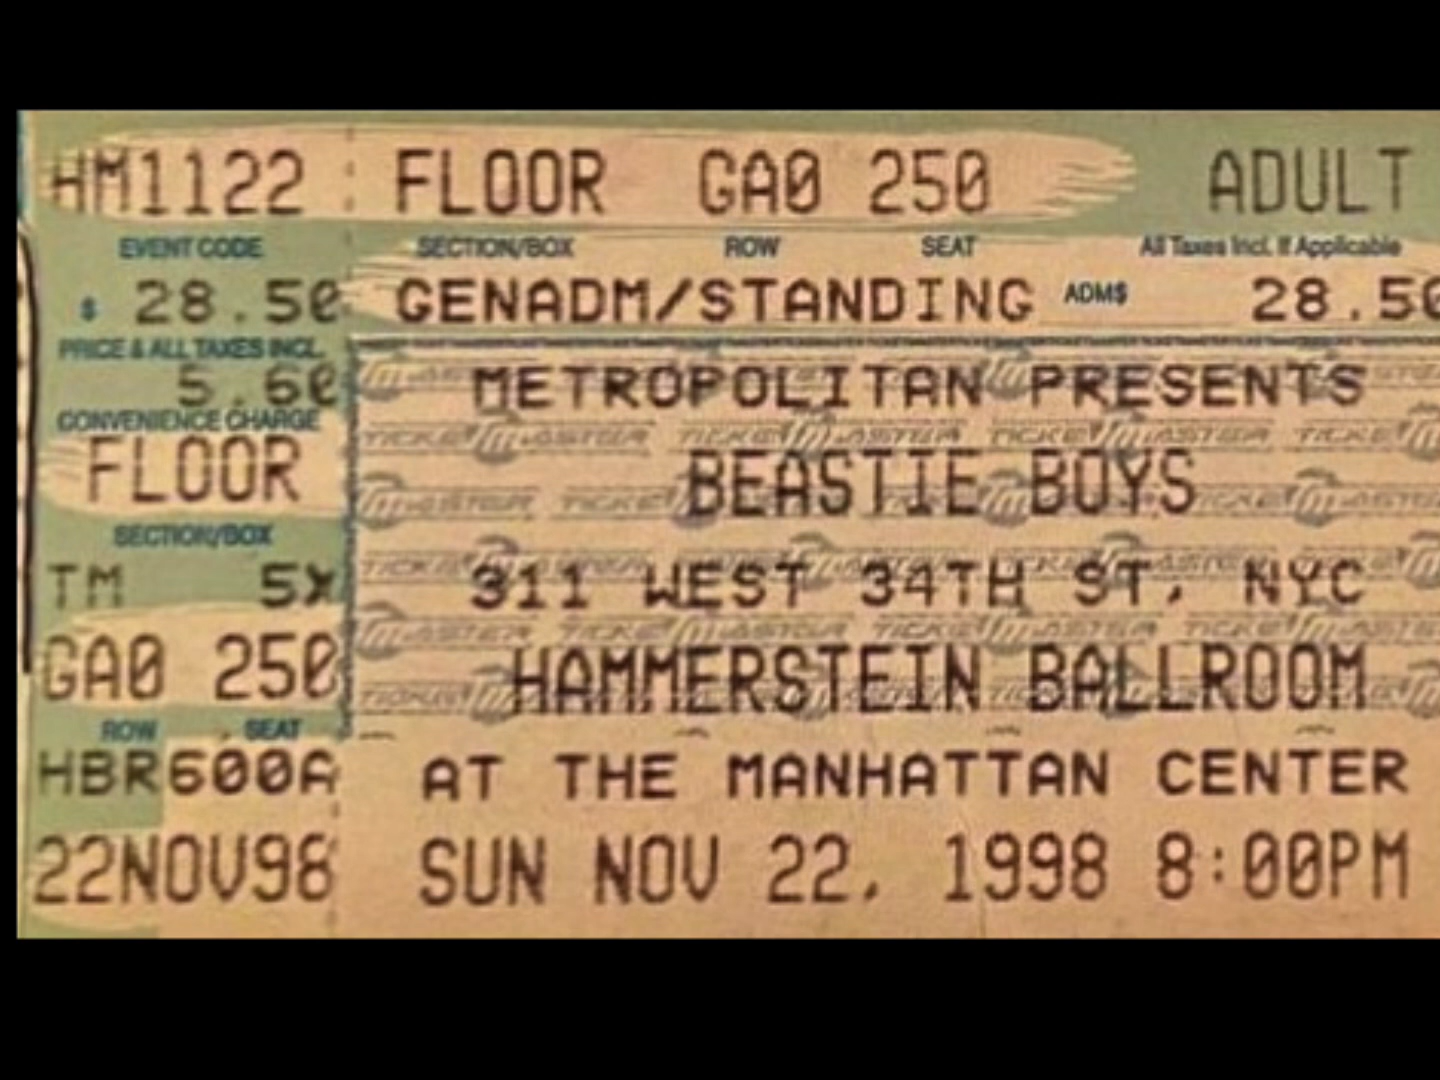 HM1122 FLOOR GA0 250 ADULT
EVENT CODE SECTION/BOX ROW SEAT All Taxes Incl. If Applicable
$ 28.50 GENADM/STANDING ADM$ 28.50
PRICE & ALL TAXES INCL.
5.60 METROPOLITAN PRESENTS
CONVENIENCE CHARGE
FLOOR BEASTIE BOYS
SECTION/BOX
TM 5X 311 WEST 34TH ST, NYC
GA0 250 HAMMERSTEIN BALLROOM
ROW SEAT
HBR600A AT THE MANHATTAN CENTER
22NOV98 SUN NOV 22, 1998 8:00PM